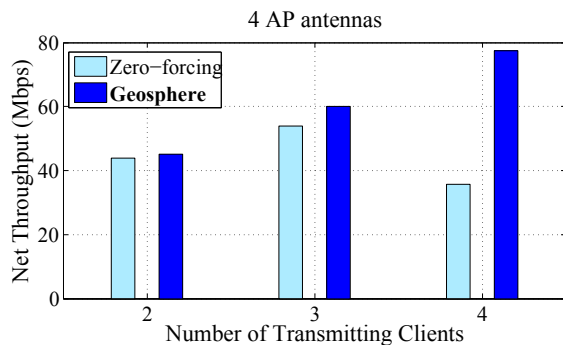 4 AP antennas
Net Throughput (Mbps)
80
60
40
20
0
Zero−forcing
Geosphere
2 3 4
Number of Transmitting Clients